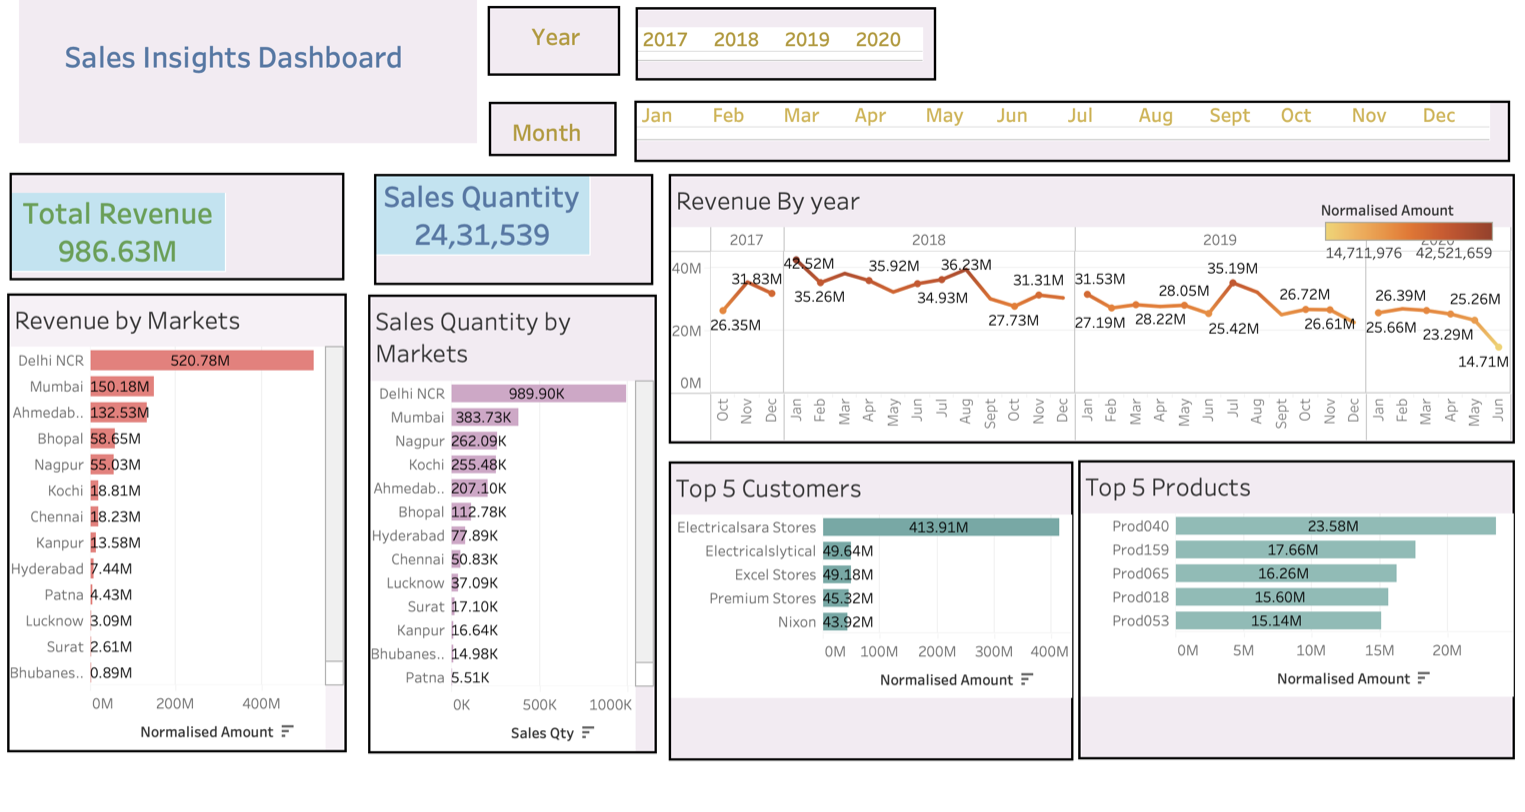 Sales Insights Dashboard
Year
2017 2018 2019 2020
Month
Jan Feb Mar Apr May Jun Jul Aug Sept Oct Nov Dec
Total Revenue
986.63M
Sales Quantity
24,31,539
Revenue by Markets
Delhi NCR 520.78M
Mumbai 150.18M
Ahmedab.. 132.53M
Bhopal 58.65M
Nagpur 55.03M
Kochi 18.81M
Chennai 18.23M
Kanpur 13.58M
Hyderabad 7.44M
Patna 4.43M
Lucknow 3.09M
Surat 2.61M
Bhubanes.. 0.89M
0M 200M 400M
Normalised Amount
Sales Quantity by
Markets
Delhi NCR 989.90K
Mumbai 383.73K
Nagpur 262.09K
Kochi 255.48K
Ahmedab.. 207.10K
Bhopal 112.78K
Hyderabad 77.89K
Chennai 50.83K
Lucknow 37.09K
Surat 17.10K
Kanpur 16.64K
Bhubanes.. 14.98K
Patna 5.51K
0K 500K 1000K
Sales Qty
Revenue By year
Normalised Amount
14,711,976 42,521,659
2017 2018 2019 2020
40M
20M
0M
26.35M 31.83M 42.52M 35.26M 35.92M 34.93M 36.23M 27.73M 31.31M 31.53M 27.19M 28.22M 28.05M 25.42M 35.19M 26.72M 26.61M 25.66M 26.39M 23.29M 25.26M 14.71M
Oct Nov Dec Jan Feb Mar Apr May Jun Jul Aug Sept Oct Nov Dec Jan Feb Mar Apr May Jun Jul Aug Sept Oct Nov Dec Jan Feb Mar Apr May Jun
Top 5 Customers
Electricalsara Stores 413.91M
Electricalslytical 49.64M
Excel Stores 49.18M
Premium Stores 45.32M
Nixon 43.92M
0M 100M 200M 300M 400M
Normalised Amount
Top 5 Products
Prod040 23.58M
Prod159 17.66M
Prod065 16.26M
Prod018 15.60M
Prod053 15.14M
0M 5M 10M 15M 20M
Normalised Amount